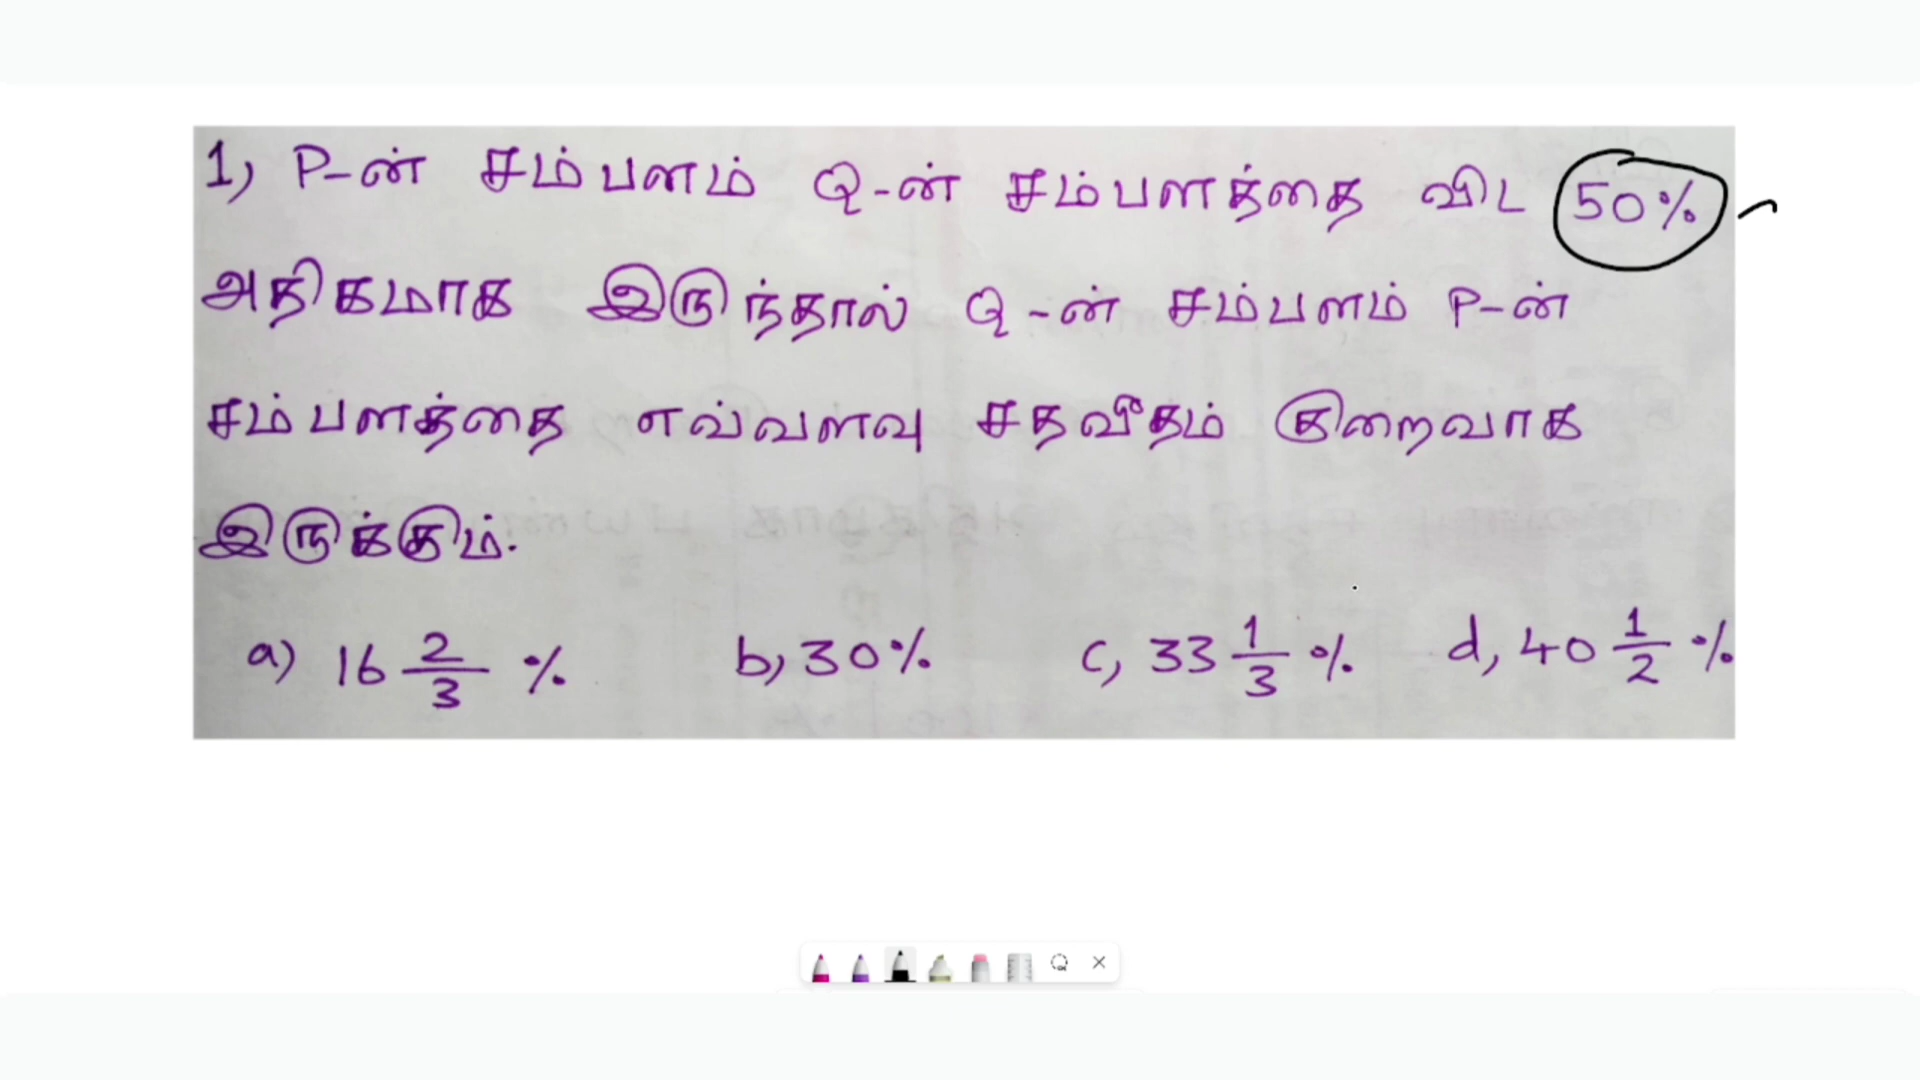 1) P-ன் சம்பளம் Q-ன் சம்பளத்தை விட 50%
அதிகமாக இருந்தால் Q-ன் சம்பளம் P-ன்
சம்பளத்தை எவ்வளவு சதவீதம் குறைவாக
இருக்கும்.
a) 16 2/3 % b, 30% c, 33 1/3 % d, 40 1/2 %